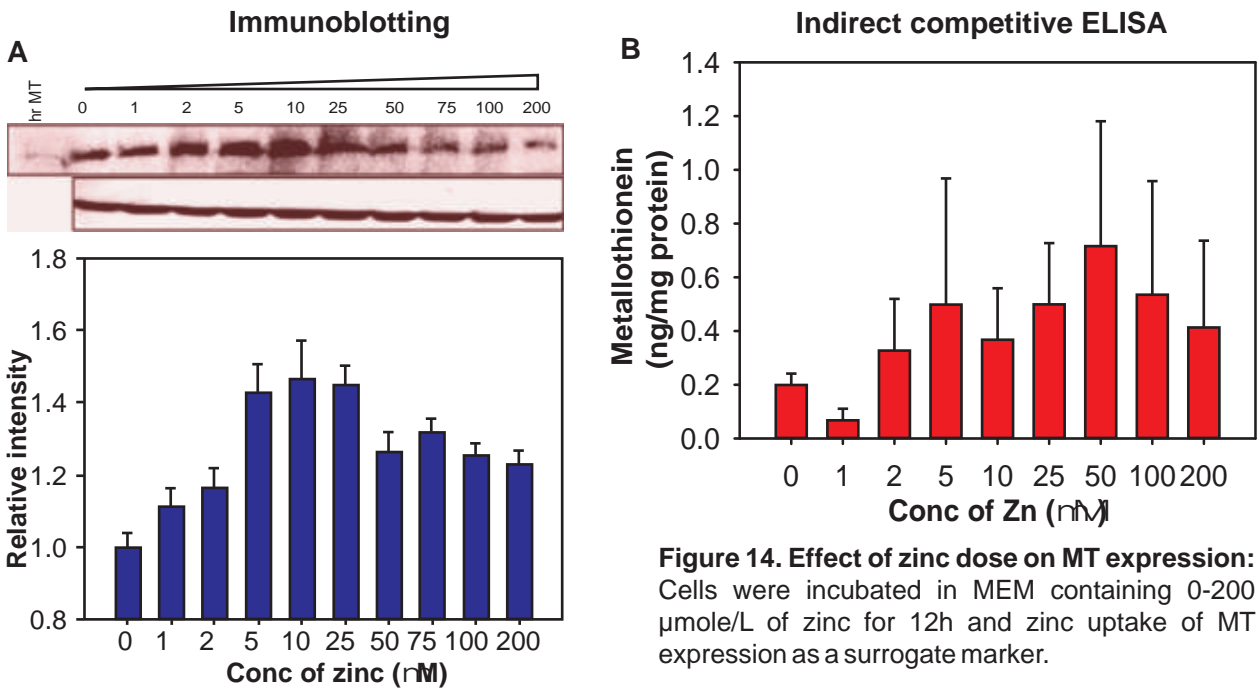 Immunoblotting
A
hr MT
0 1 2 5 10 25 50 75 100 200
1.8
1.6
1.4
1.2
1.0
0.8
Relative intensity
0 1 2 5 10 25 50 75 100 200
Conc of zinc
Indirect competitive ELISA
B
1.4
1.2
1.0
0.8
0.6
0.4
0.2
0.0
Metallothionein
(ng/mg protein)
0 1 2 5 10 25 50 100 200
Conc of Zn
Figure 14. Effect of zinc dose on MT expression:
Cells were incubated in MEM containing 0-200
µmole/L of zinc for 12h and zinc uptake of MT
expression as a surrogate marker.